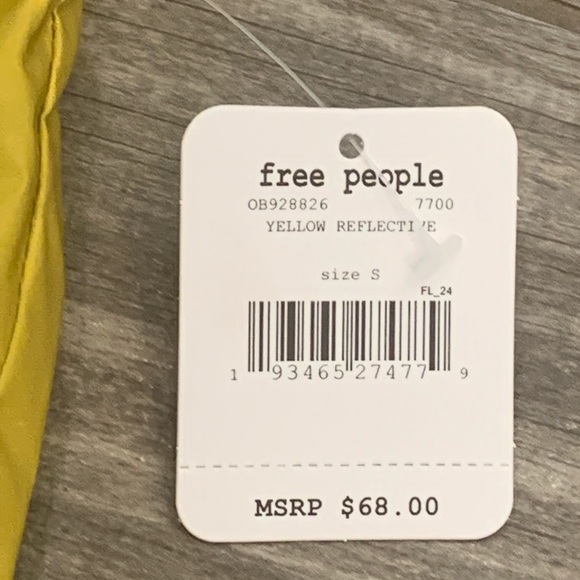 free people
OB928826 7700
YELLOW REFLECTIVE
size S
FL_24
1 93465 27477 9
MSRP $68.00